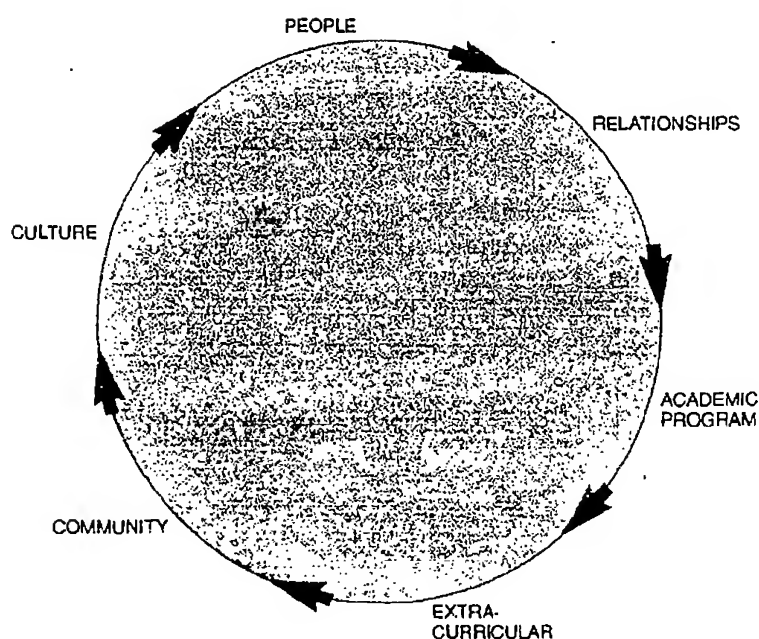 PEOPLE
RELATIONSHIPS
ACADEMIC
PROGRAM
EXTRA-
CURRICULAR
COMMUNITY
CULTURE